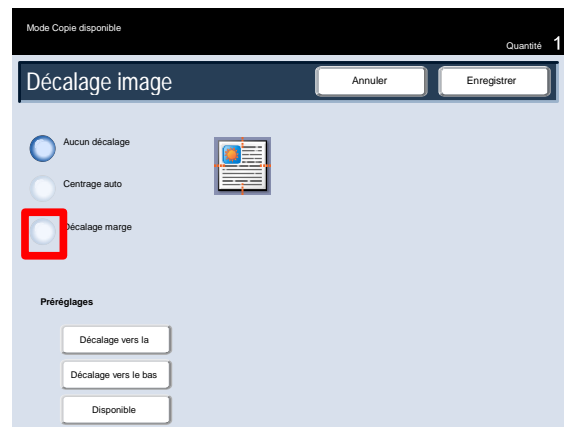 Mode Copie disponible
Quantité 1
Décalage image
Annuler
Enregistrer
Aucun décalage
Centrage auto
Décalage marge
Préréglages
Décalage vers la
Décalage vers le bas
Disponible